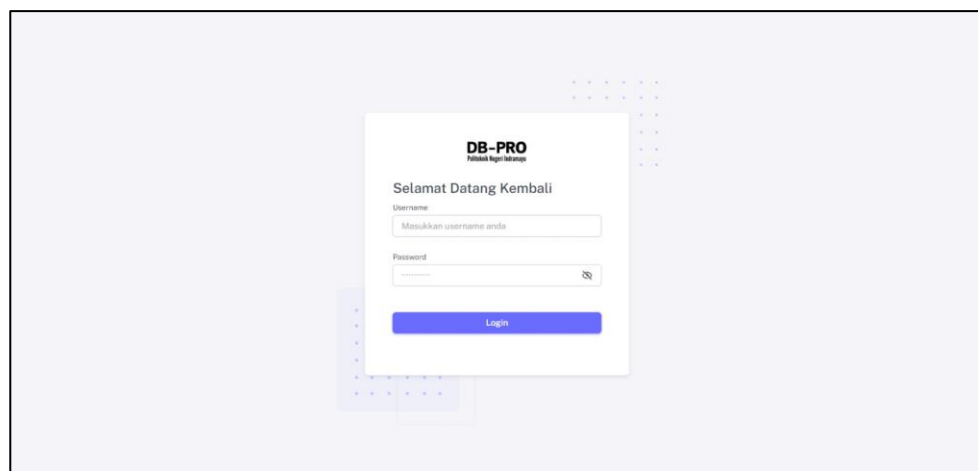 DB-PRO
Politeknik Negeri Indramayu
Selamat Datang Kembali
Username
Masukkan username anda
Password
············
Login